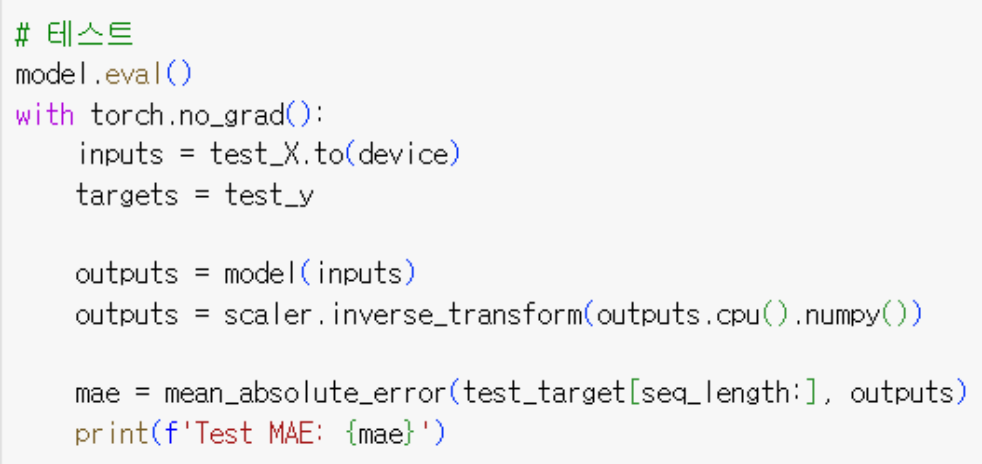 # 테스트
model.eval()
with torch.no_grad():
    inputs = test_X.to(device)
    targets = test_y
    outputs = model(inputs)
    outputs = scaler.inverse_transform(outputs.cpu().numpy())
    mae = mean_absolute_error(test_target[seq_length:], outputs)
    print(f'Test MAE: {mae}')